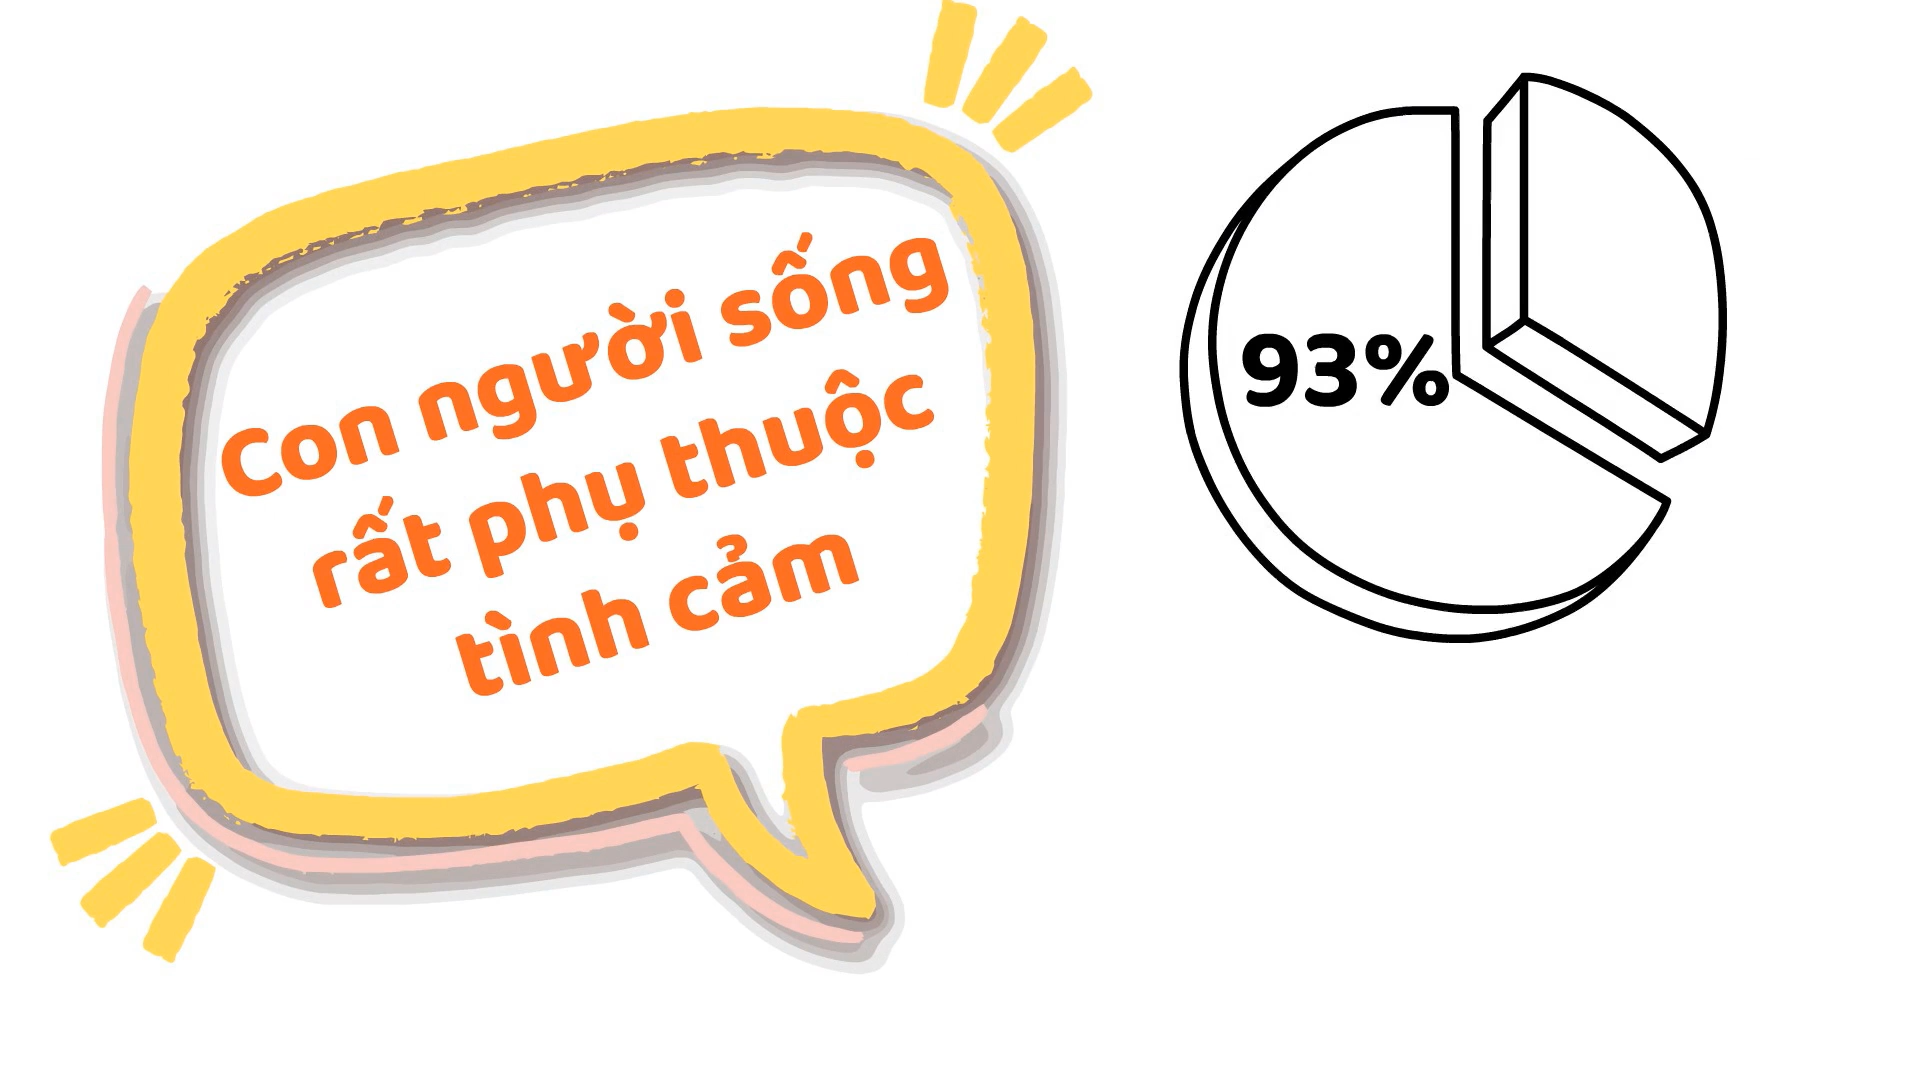 Con người sống
rất phụ thuộc
tình cảm
93%